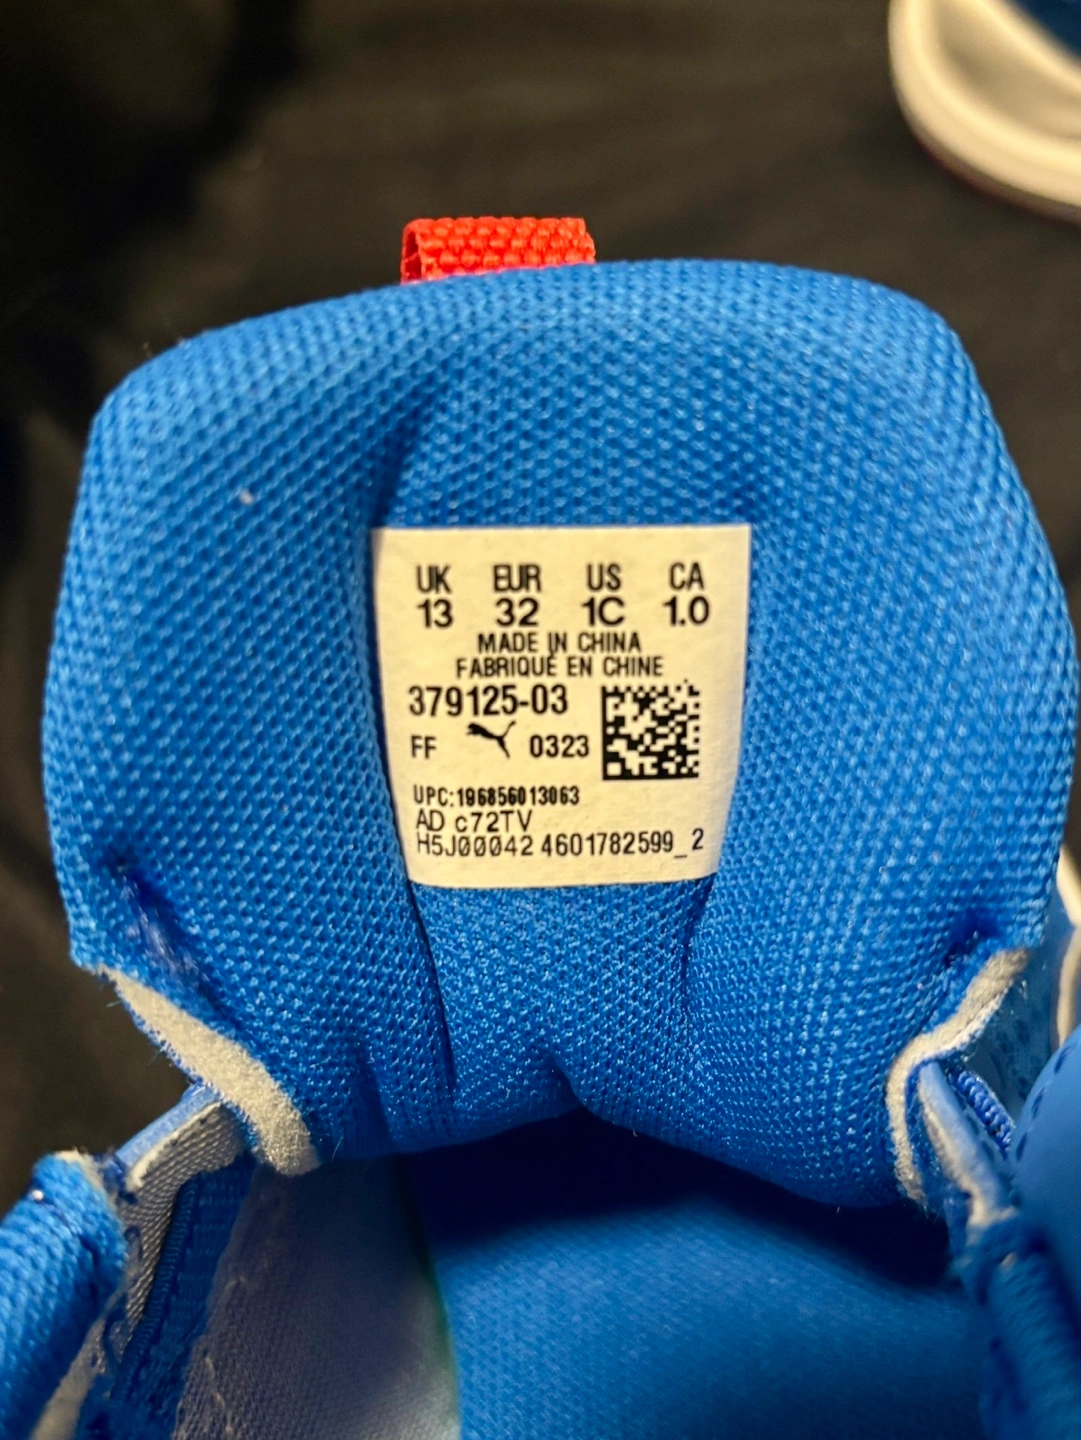 UK EUR US CA
13 32 1C 1.0
MADE IN CHINA
FABRIQUÉ EN CHINE
379125-03
FF 0323
UPC:196856013063
AD c72TV
H5J00042 4601782599_2